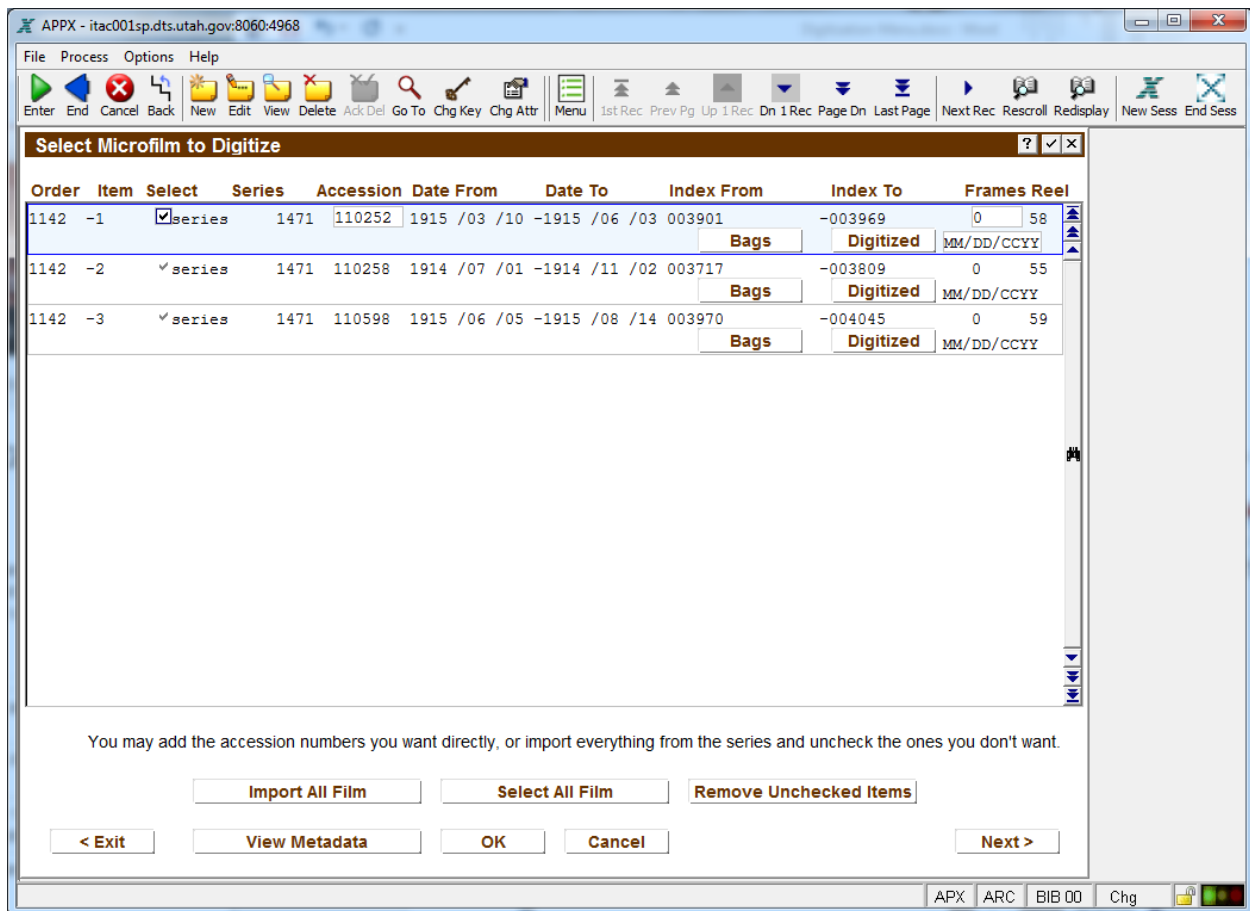 APPX - itac001sp.dts.utah.gov:8060:4968
File Process Options Help
Enter End Cancel Back New Edit View Delete Ack Del Go To Chg Key Chg Attr Menu 1st Rec Prev Pg Up 1 Rec Dn 1 Rec Page Dn Last Page Next Rec Rescroll Redisplay New Sess End Sess
Select Microfilm to Digitize
Order Item Select Series Accession Date From Date To Index From Index To Frames Reel
1142 -1 series 1471 110252 1915 /03 /10 -1915 /06 /03 003901 -003969 0 58
Bags Digitized MM/DD/CCYY
1142 -2 series 1471 110258 1914 /07 /01 -1914 /11 /02 003717 -003809 0 55
Bags Digitized MM/DD/CCYY
1142 -3 series 1471 110598 1915 /06 /05 -1915 /08 /14 003970 -004045 0 59
Bags Digitized MM/DD/CCYY
You may add the accession numbers you want directly, or import everything from the series and uncheck the ones you don't want.
Import All Film Select All Film Remove Unchecked Items
< Exit View Metadata OK Cancel Next >
APX ARC BIB 00 Chg